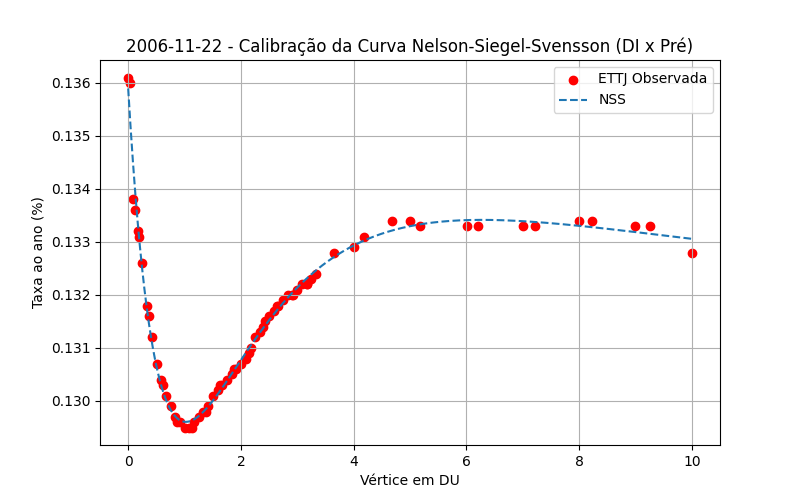 2006-11-22 - Calibração da Curva Nelson-Siegel-Svensson (DI x Pré)
ETTJ Observada
NSS
Taxa ao ano (%)
0.136
0.135
0.134
0.133
0.132
0.131
0.130
0 2 4 6 8 10
Vértice em DU